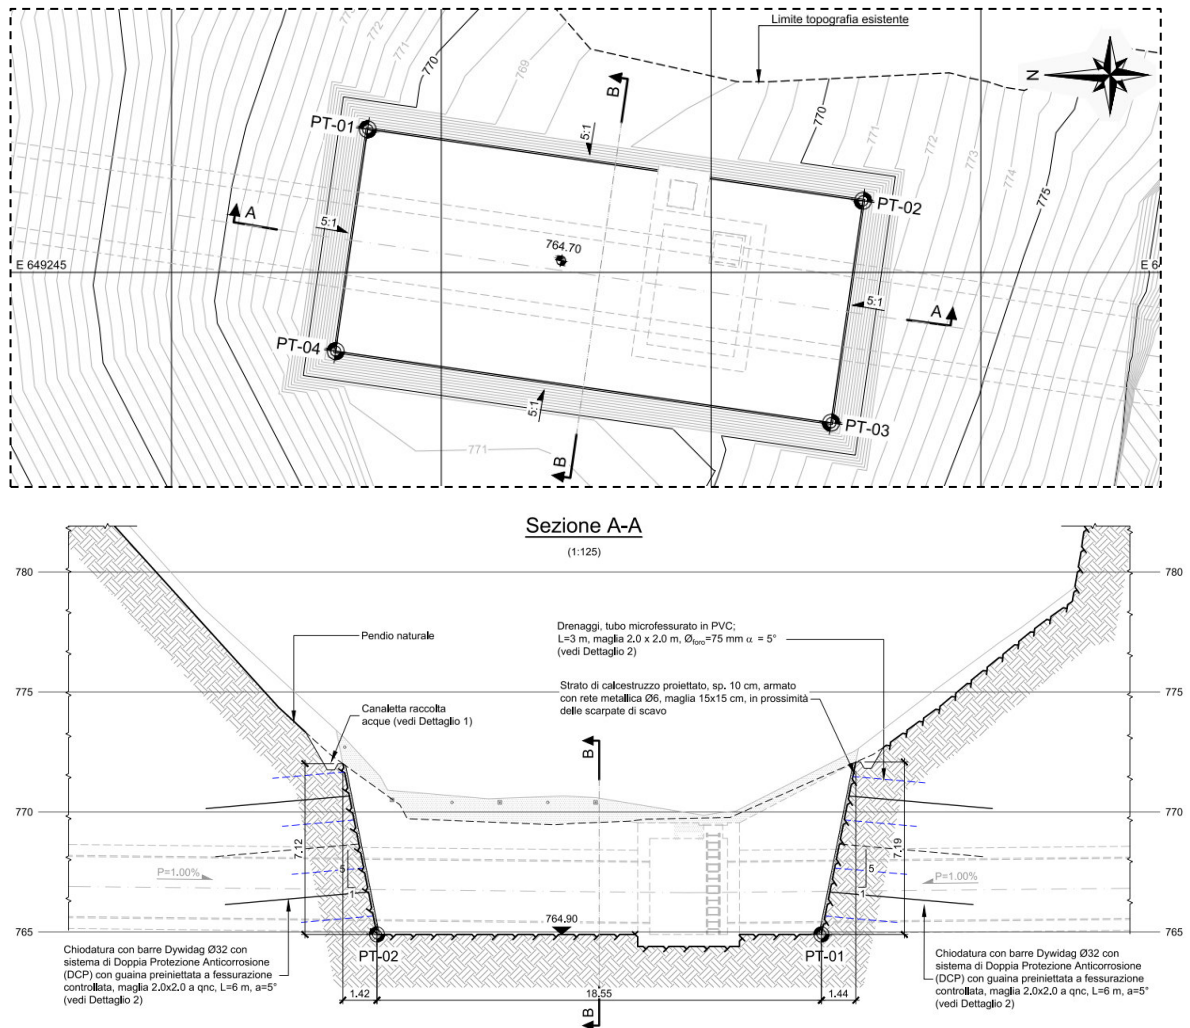 Limite topografia esistente
N
772
771
770
769
B
PT-01
5:1
770
771
772
773
774
775
PT-02
A
5:1
764.70
E 649245
E 6
5:1
A
PT-04
5:1
PT-03
771
B
Sezione A-A
(1:125)
780
780
Pendio naturale
Drenaggi, tubo microfessurato in PVC;
L=3 m, maglia 2.0 x 2.0 m, Øforo=75 mm α = 5°
(vedi Dettaglio 2)
Strato di calcestruzzo proiettato, sp. 10 cm, armato
con rete metallica Ø6, maglia 15x15 cm, in prossimità
delle scarpate di scavo
775
775
Canaletta raccolta
acque (vedi Dettaglio 1)
B
770
770
7.12
7.19
P=1.00%
5
1
5
1
P=1.00%
765
764.90
765
PT-02
PT-01
Chiodatura con barre Dywidag Ø32 con
sistema di Doppia Protezione Anticorrosione
(DCP) con guaina preiniettata a fessurazione
controllata, maglia 2.0x2.0 a qnc, L=6 m, a=5°
(vedi Dettaglio 2)
Chiodatura con barre Dywidag Ø32 con
sistema di Doppia Protezione Anticorrosione
(DCP) con guaina preiniettata a fessurazione
controllata, maglia 2.0x2.0 a qnc, L=6 m, a=5°
(vedi Dettaglio 2)
1.42
18.55
1.44
B